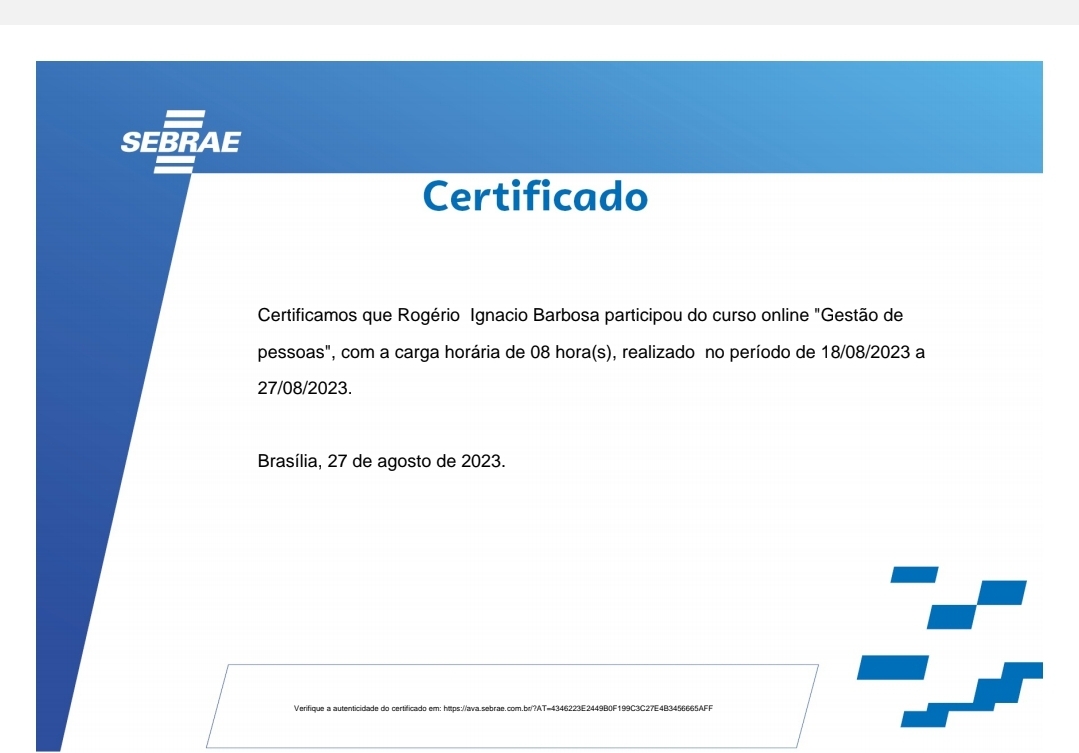 SEBRAE
Certificado
Certificamos que Rogério  Ignacio Barbosa participou do curso online "Gestão de
pessoas", com a carga horária de 08 hora(s), realizado  no período de 18/08/2023 a
27/08/2023.
Brasília, 27 de agosto de 2023.
Verifique a autenticidade do certificado em: https://ava.sebrae.com.br/?AT=4346223E2449B0F199C3C27E4B3456665AFF